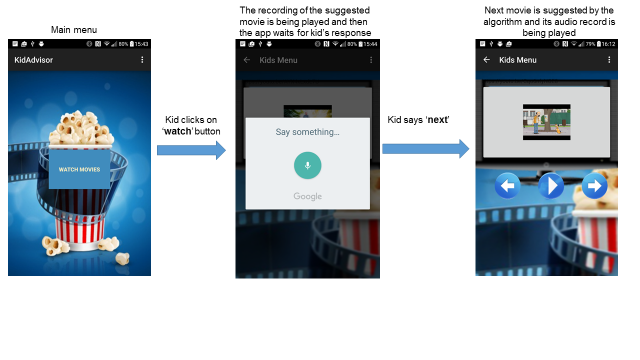 Main menu
The recording of the suggested
movie is being played and then
the app waits for kid's response
Next movie is suggested by the
algorithm and its audio record is
being played
80% 15:43
KidAdvisor
WATCH MOVIES
Kid clicks on
'watch' button
80% 15:44
Kids Menu
Say something...
Google
Kid says 'next'
79% 16:12
Kids Menu